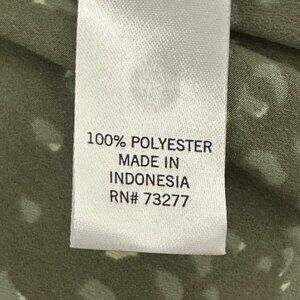 100% POLYESTER
MADE IN
INDONESIA
RN# 73277